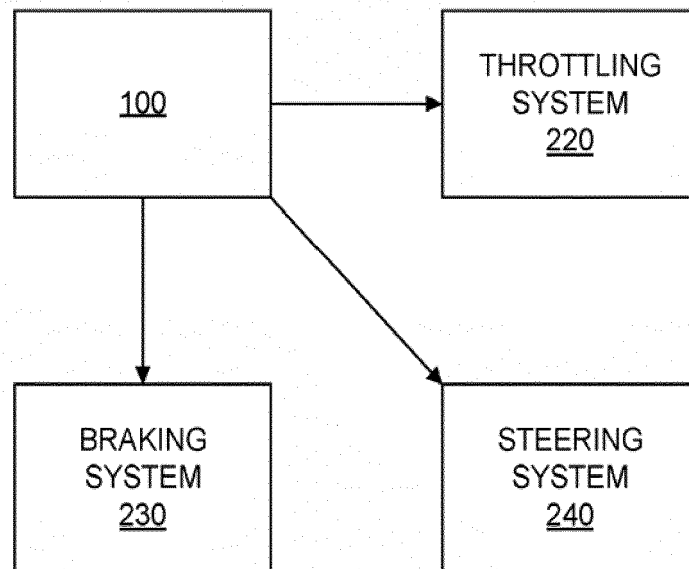 100
THROTTLING
SYSTEM
220
BRAKING
SYSTEM
230
STEERING
SYSTEM
240